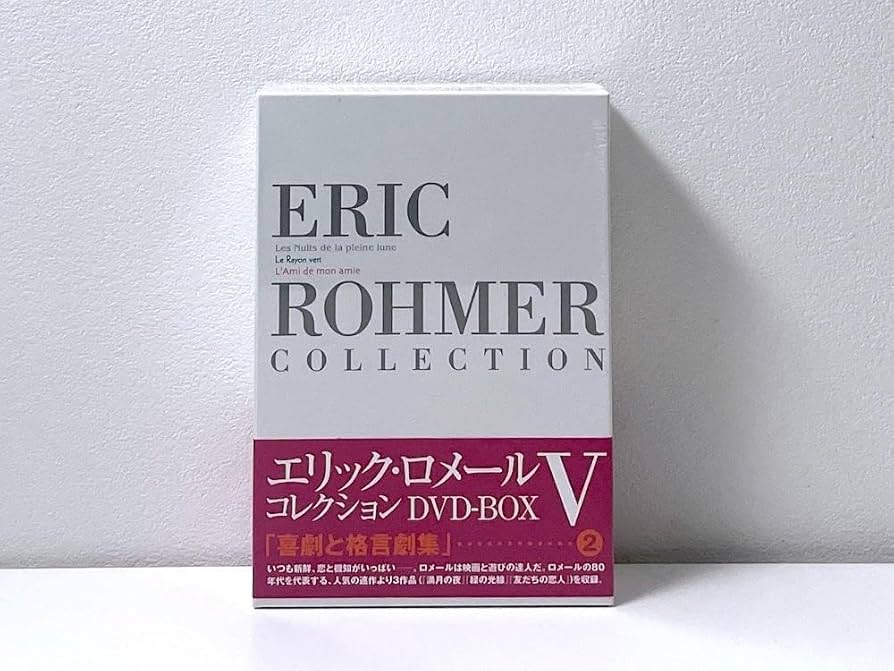 ERIC
Les Nuits de la pleine lune
Le Rayon vert
L'Ami de mon amie
ROHMER
COLLECTION
エリック・ロメール
コレクション DVD-BOX V
「喜劇と格言劇集」 2
いつも新鮮、恋と機知がいっぱい——。ロメールは映画と遊びの達人だ。ロメールの80
年代を代表する、人気の連作より3作品（『満月の夜』『緑の光線』『友だちの恋人』）を収録。